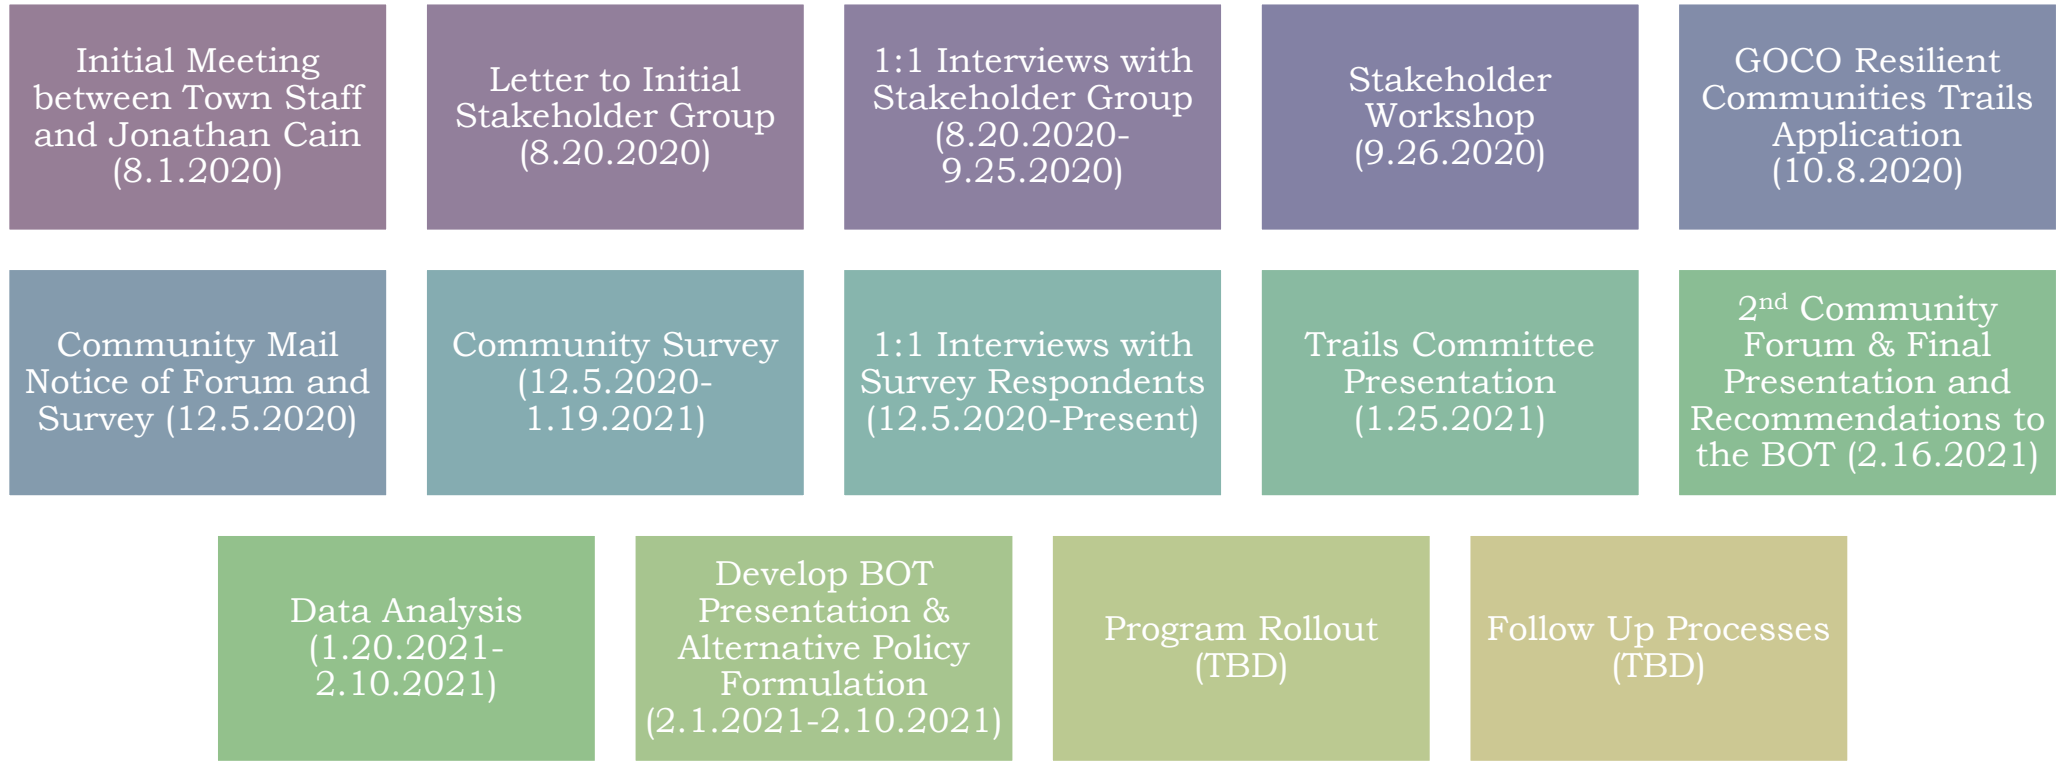 Initial Meeting
between Town Staff
and Jonathan Cain
(8.1.2020)
Letter to Initial
Stakeholder Group
(8.20.2020)
1:1 Interviews with
Stakeholder Group
(8.20.2020-
9.25.2020)
Stakeholder
Workshop
(9.26.2020)
GOCO Resilient
Communities Trails
Application
(10.8.2020)
Community Mail
Notice of Forum and
Survey (12.5.2020)
Community Survey
(12.5.2020-
1.19.2021)
1:1 Interviews with
Survey Respondents
(12.5.2020-Present)
Trails Committee
Presentation
(1.25.2021)
2nd Community
Forum & Final
Presentation and
Recommendations to
the BOT (2.16.2021)
Data Analysis
(1.20.2021-
2.10.2021)
Develop BOT
Presentation &
Alternative Policy
Formulation
(2.1.2021-2.10.2021)
Program Rollout
(TBD)
Follow Up Processes
(TBD)